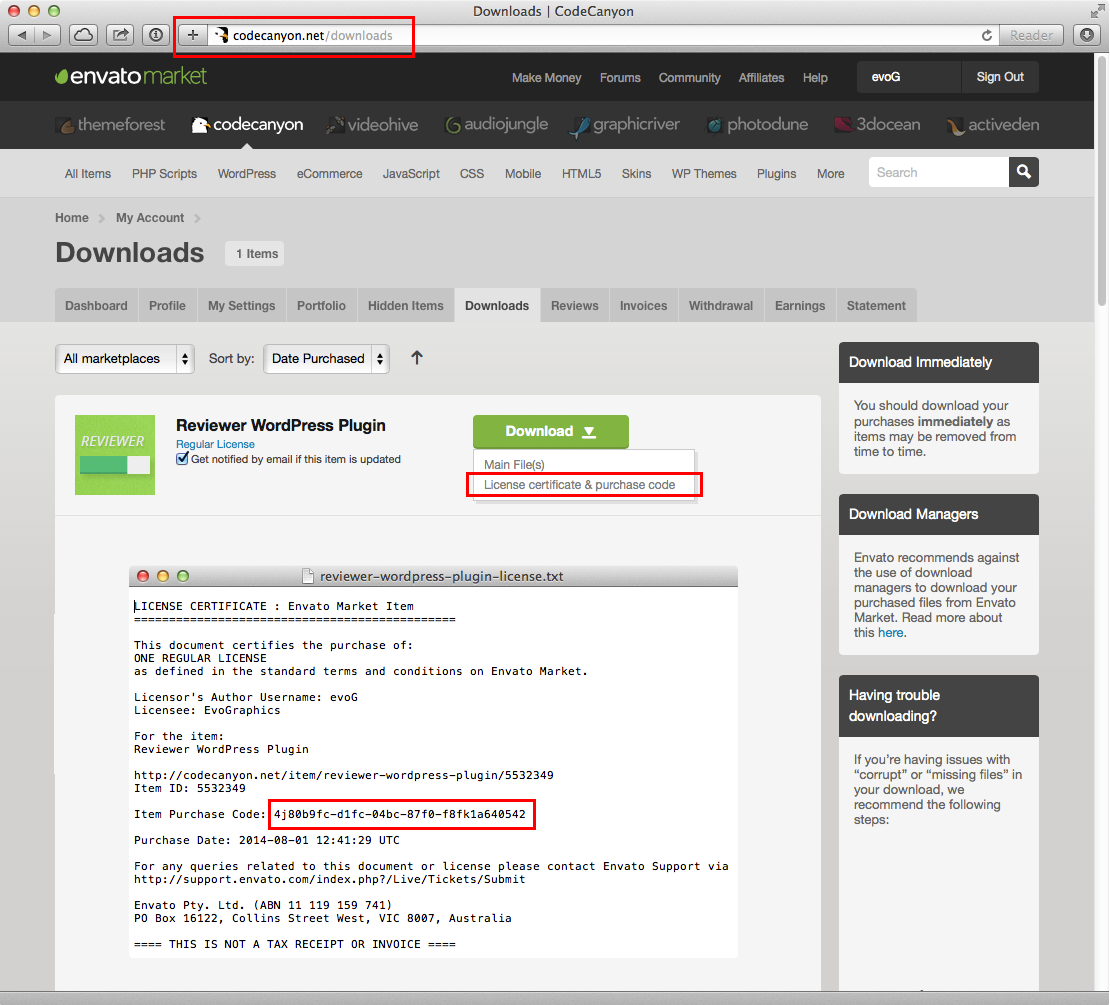 Downloads | CodeCanyon
codecanyon.net/downloads
Reader
envato market
Make Money Forums Community Affiliates Help evoG Sign Out
themeforest codecanyon videohive audiojungle graphicriver photodune 3docean activeden
All Items PHP Scripts WordPress eCommerce JavaScript CSS Mobile HTML5 Skins WP Themes Plugins More Search
Home My Account
Downloads 1 Items
Dashboard Profile My Settings Portfolio Hidden Items Downloads Reviews Invoices Withdrawal Earnings Statement
All marketplaces Sort by: Date Purchased
REVIEWER
Reviewer WordPress Plugin
Regular License
Get notified by email if this item is updated
Download
Main File(s)
License certificate & purchase code
reviewer-wordpress-plugin-license.txt
LICENSE CERTIFICATE : Envato Market Item
==============================================
This document certifies the purchase of:
ONE REGULAR LICENSE
as defined in the standard terms and conditions on Envato Market.
Licensor's Author Username: evoG
Licensee: EvoGraphics
For the item:
Reviewer WordPress Plugin
http://codecanyon.net/item/reviewer-wordpress-plugin/5532349
Item ID: 5532349
Item Purchase Code: 4j80b9fc-d1fc-04bc-87f0-f8fk1a640542
Purchase Date: 2014-08-01 12:41:29 UTC
For any queries related to this document or license please contact Envato Support via
http://support.envato.com/index.php?/Live/Tickets/Submit
Envato Pty. Ltd. (ABN 11 119 159 741)
PO Box 16122, Collins Street West, VIC 8007, Australia
==== THIS IS NOT A TAX RECEIPT OR INVOICE ====
Download Immediately
You should download your
purchases immediately as
items may be removed from
time to time.
Download Managers
Envato recommends against
the use of download
managers to download your
purchased files from Envato
Market. Read more about
this here.
Having trouble
downloading?
If you’re having issues with
“corrupt” or “missing files” in
your download, we
recommend the following
steps: